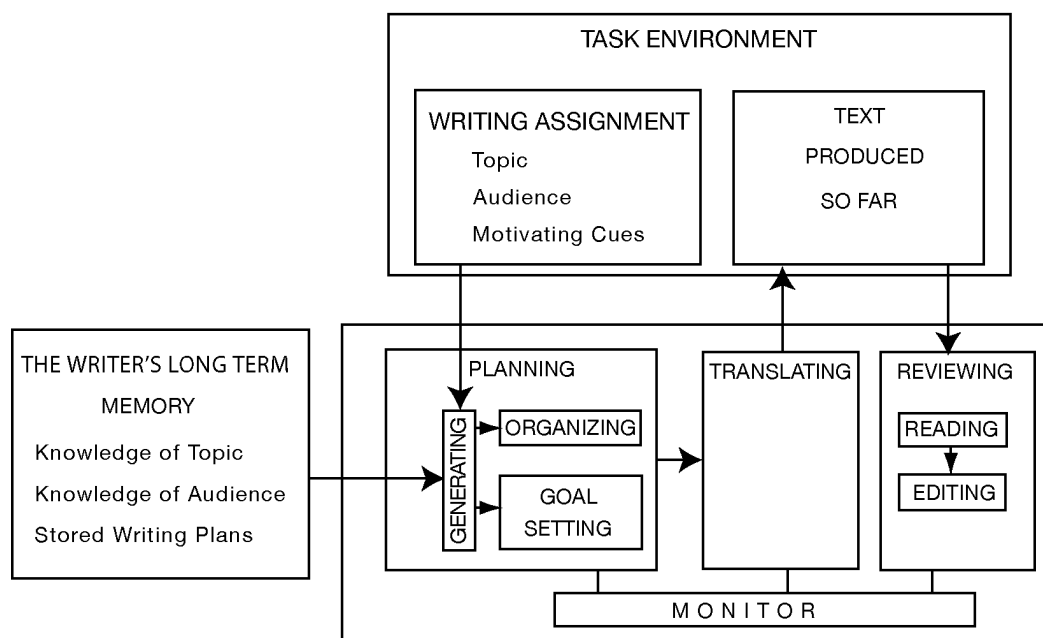 TASK ENVIRONMENT
WRITING ASSIGNMENT
Topic
Audience
Motivating Cues
TEXT
PRODUCED
SO FAR
THE WRITER'S LONG TERM
MEMORY
Knowledge of Topic
Knowledge of Audience
Stored Writing Plans
PLANNING
GENERATING
ORGANIZING
GOAL
SETTING
TRANSLATING
REVIEWING
READING
EDITING
MONITOR